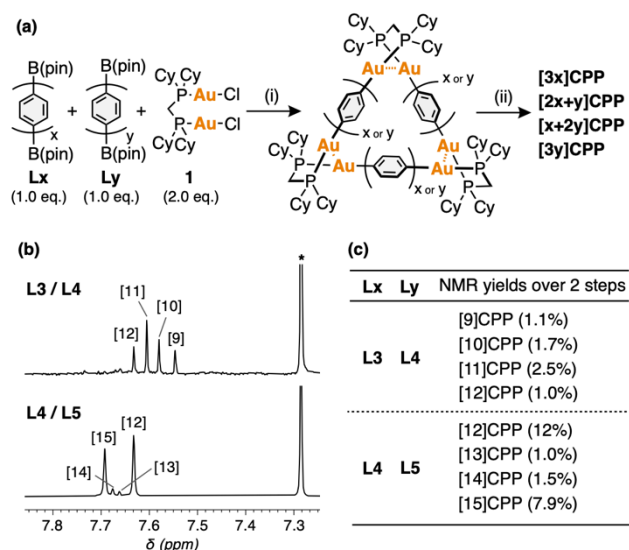 (a)
B(pin)
x
B(pin)
Lx
(1.0 eq.)
+
B(pin)
y
B(pin)
Ly
(1.0 eq.)
+
Cy Cy
P Au Cl
P Au Cl
Cy Cy
1
(2.0 eq.)
(i)
Cy Cy
Cy P P Cy
Au Au
x or y
x or y
x or y
Au
Au
Au
Au
P P
Cy Cy
Cy Cy
P P
Cy Cy
Cy Cy
(ii)
[3x]CPP
[2x+y]CPP
[x+2y]CPP
[3y]CPP
(b)
L3 / L4
[12]
[11]
[10]
[9]
*
L4 / L5
[15]
[14]
[13]
[12]
7.8 7.7 7.6 7.5 7.4 7.3
δ (ppm)
(c)
Lx Ly NMR yields over 2 steps
L3 L4
[9]CPP (1.1%)
[10]CPP (1.7%)
[11]CPP (2.5%)
[12]CPP (1.0%)
L4 L5
[12]CPP (12%)
[13]CPP (1.0%)
[14]CPP (1.5%)
[15]CPP (7.9%)